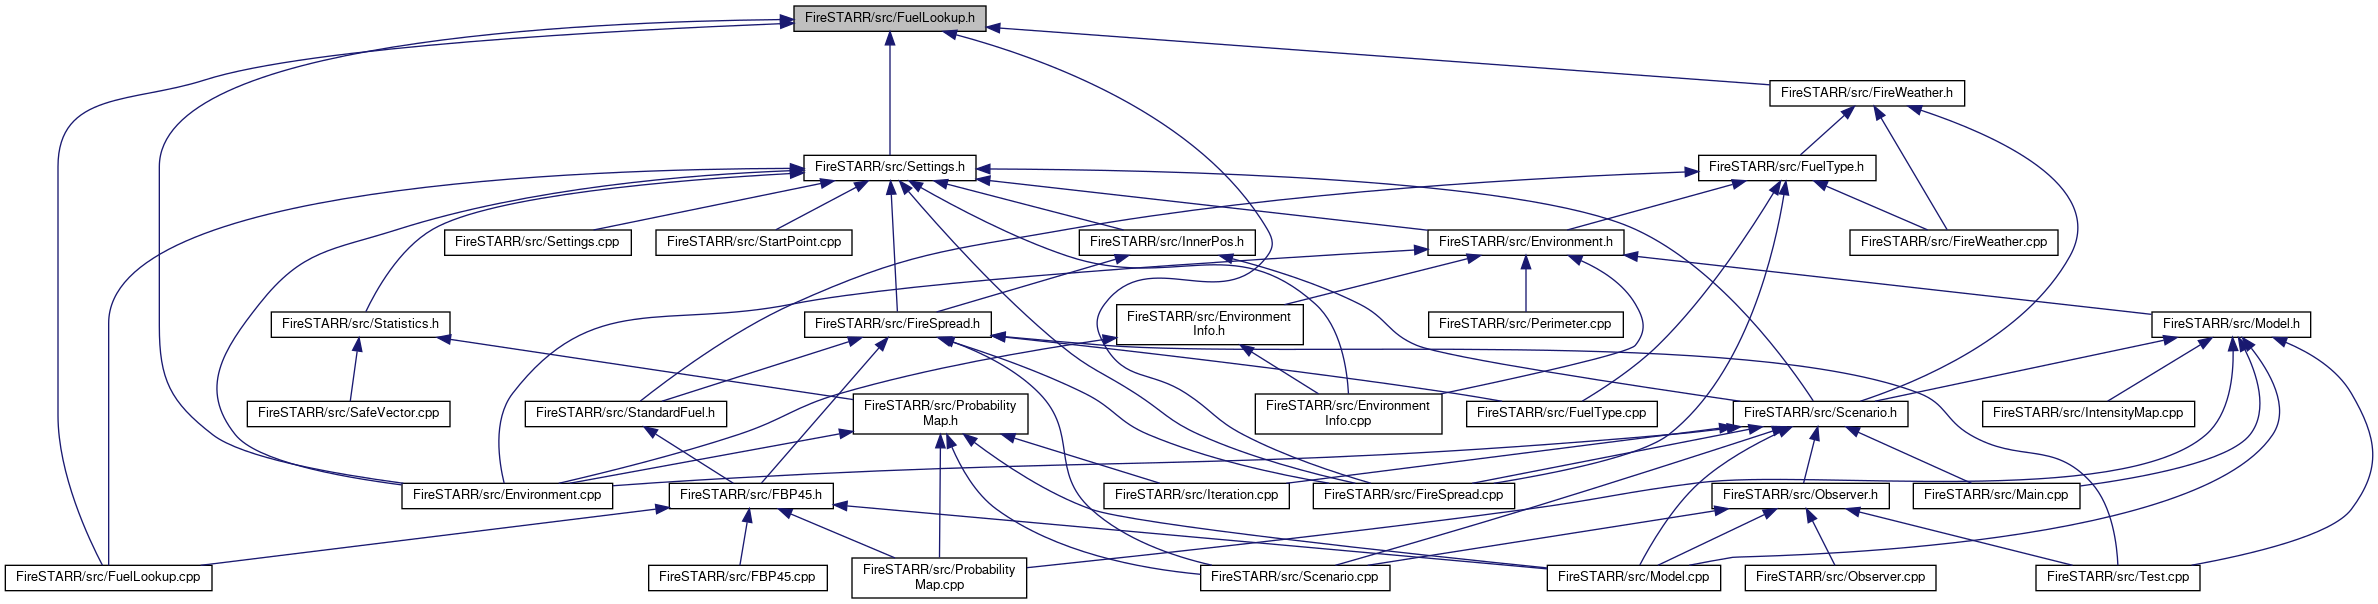 FireSTARR/src/FuelLookup.h
FireSTARR/src/FireWeather.h
FireSTARR/src/Settings.h
FireSTARR/src/FuelType.h
FireSTARR/src/Settings.cpp
FireSTARR/src/StartPoint.cpp
FireSTARR/src/InnerPos.h
FireSTARR/src/Environment.h
FireSTARR/src/FireWeather.cpp
FireSTARR/src/Statistics.h
FireSTARR/src/FireSpread.h
FireSTARR/src/Environment
Info.h
FireSTARR/src/Perimeter.cpp
FireSTARR/src/Model.h
FireSTARR/src/SafeVector.cpp
FireSTARR/src/StandardFuel.h
FireSTARR/src/Probability
Map.h
FireSTARR/src/Environment
Info.cpp
FireSTARR/src/FuelType.cpp
FireSTARR/src/Scenario.h
FireSTARR/src/IntensityMap.cpp
FireSTARR/src/Environment.cpp
FireSTARR/src/FBP45.h
FireSTARR/src/Iteration.cpp
FireSTARR/src/FireSpread.cpp
FireSTARR/src/Observer.h
FireSTARR/src/Main.cpp
FireSTARR/src/FuelLookup.cpp
FireSTARR/src/FBP45.cpp
FireSTARR/src/Probability
Map.cpp
FireSTARR/src/Scenario.cpp
FireSTARR/src/Model.cpp
FireSTARR/src/Observer.cpp
FireSTARR/src/Test.cpp